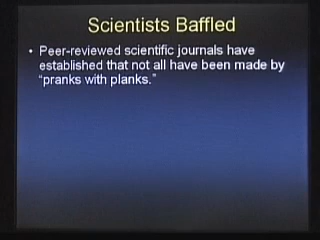 Scientists Baffled
• Peer-reviewed scientific journals have
established that not all have been made by
“pranks with planks.”